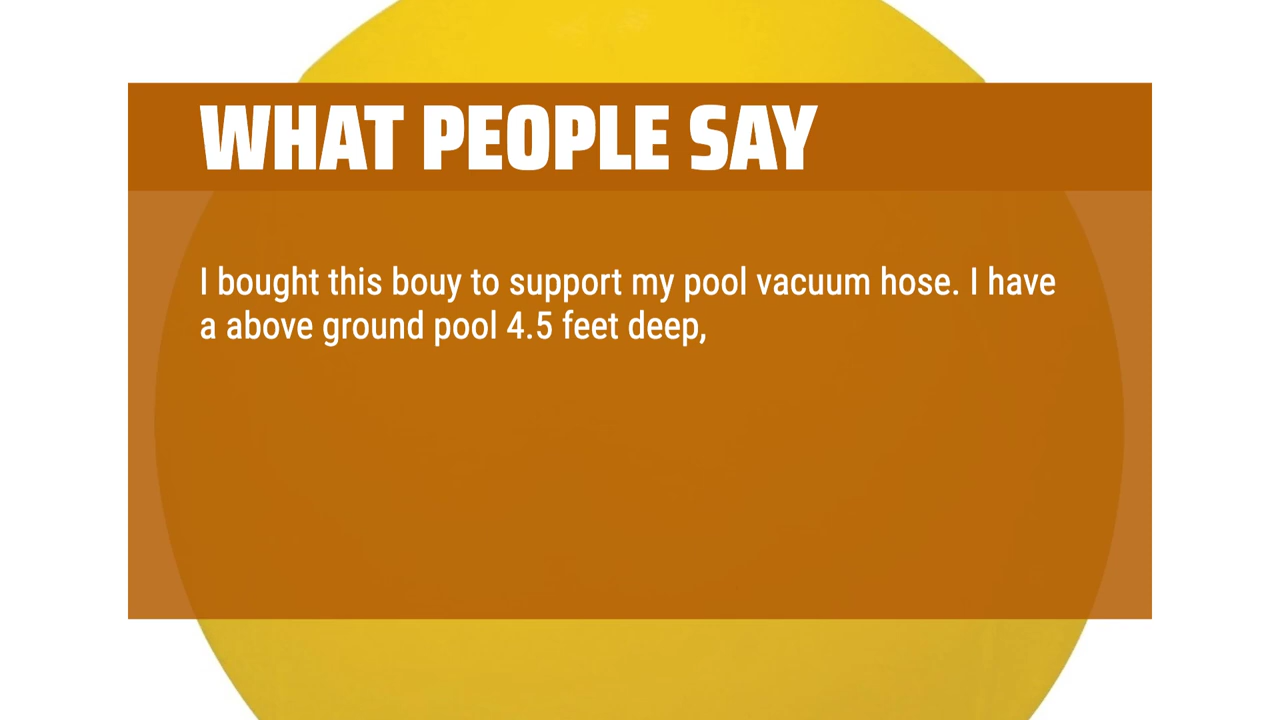 WHAT PEOPLE SAY
I bought this bouy to support my pool vacuum hose. I have
a above ground pool 4.5 feet deep,